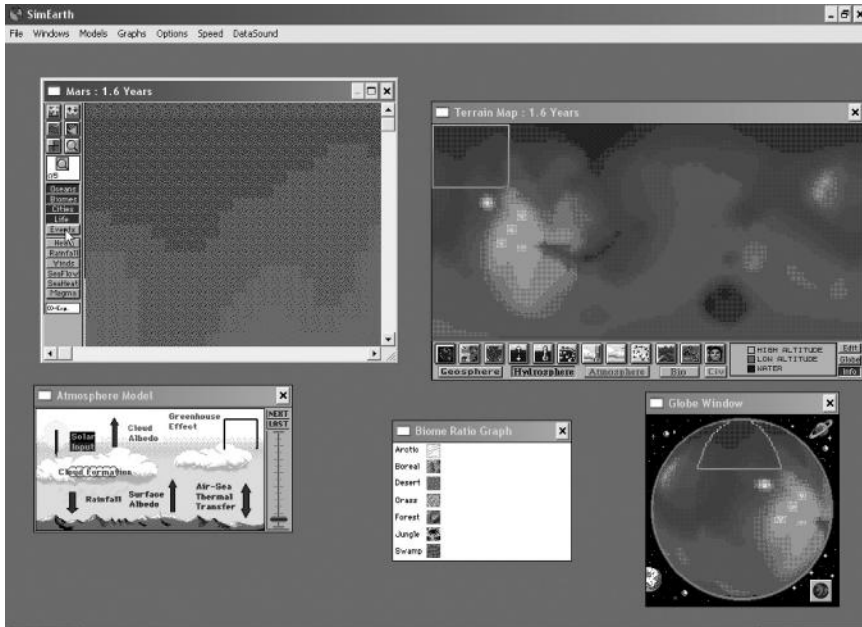 SimEarth
File Windows Models Graphs Options Speed DataSound
Mars : 1.6 Years
Oceans
Biomes
Cities
Life
Events
Rainfall
Winds
SeaFlow
SeaHeat
Magma
Terrain Map : 1.6 Years
Geosphere Hydrosphere Atmosphere Bio Civ
HIGH ALTITUDE
LOW ALTITUDE
WATER
Edit
Globe
Info
Atmosphere Model
NEXT
LAST
Solar Input
Cloud Albedo
Greenhouse Effect
Cloud Formation
Rainfall
Surface Albedo
Air-Sea Thermal Transfer
Biome Ratio Graph
Arctic
Boreal
Desert
Grass
Forest
Jungle
Swamp
Globe Window